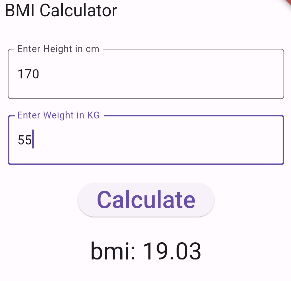 BMI Calculator
Enter Height in cm
170
Enter Weight in KG
55
Calculate
bmi: 19.03